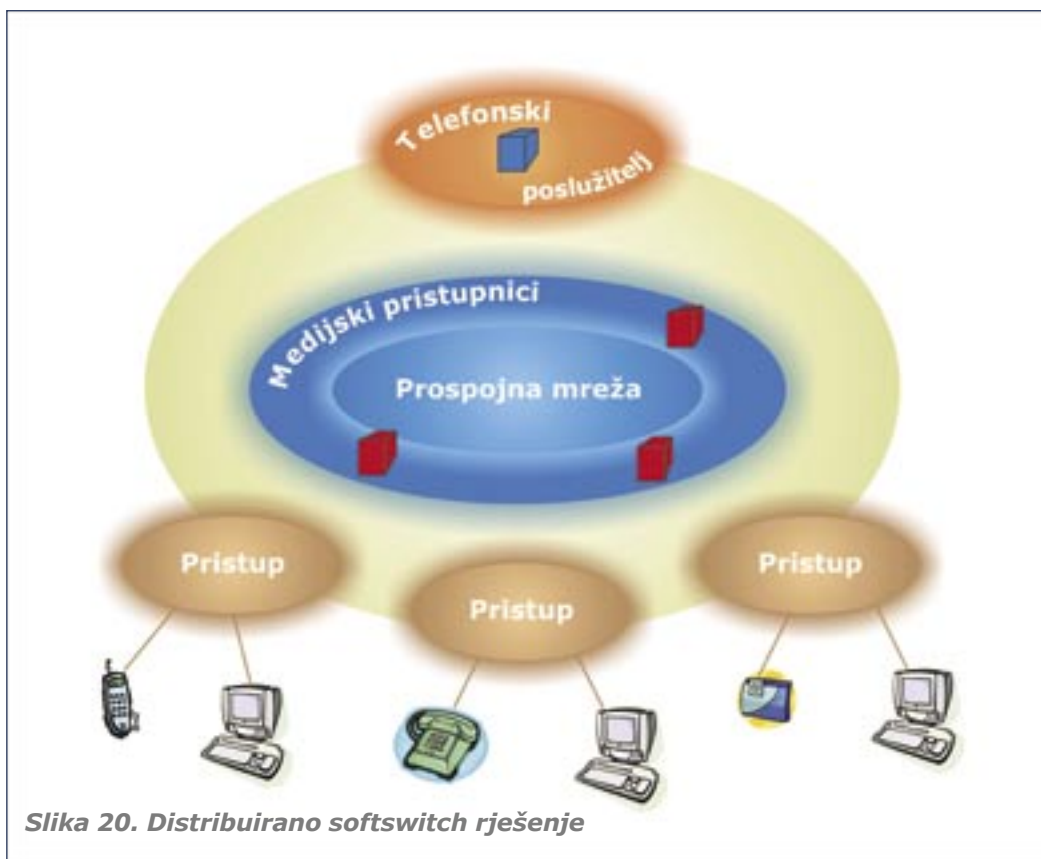 Telefonski
poslužitelj
Medijski pristupnici
Prospojna mreža
Pristup
Pristup
Pristup
Slika 20. Distribuirano softswitch rješenje